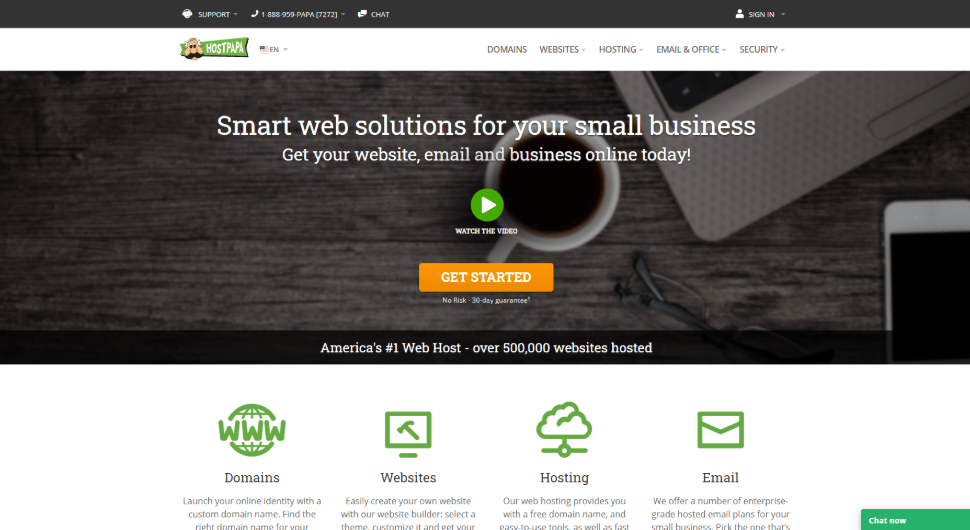 SUPPORT
1-888-959-PAPA [7272]
CHAT
SIGN IN
HOSTPAPA
EN
DOMAINS
WEBSITES
HOSTING
EMAIL & OFFICE
SECURITY
Smart web solutions for your small business
Get your website, email and business online today!
WATCH THE VIDEO
GET STARTED
No Risk - 30-day guarantee†
America's #1 Web Host - over 500,000 websites hosted
WWW
Domains
Launch your online identity with a
custom domain name. Find the
right domain name for your
Websites
Easily create your own website
with our website builder: select a
theme, customize it and get your
Hosting
Our web hosting provides you
with a free domain name, and
easy-to-use tools, as well as fast
Email
We offer a number of enterprise-
grade hosted email plans for your
small business. Pick the one that's
Chat now